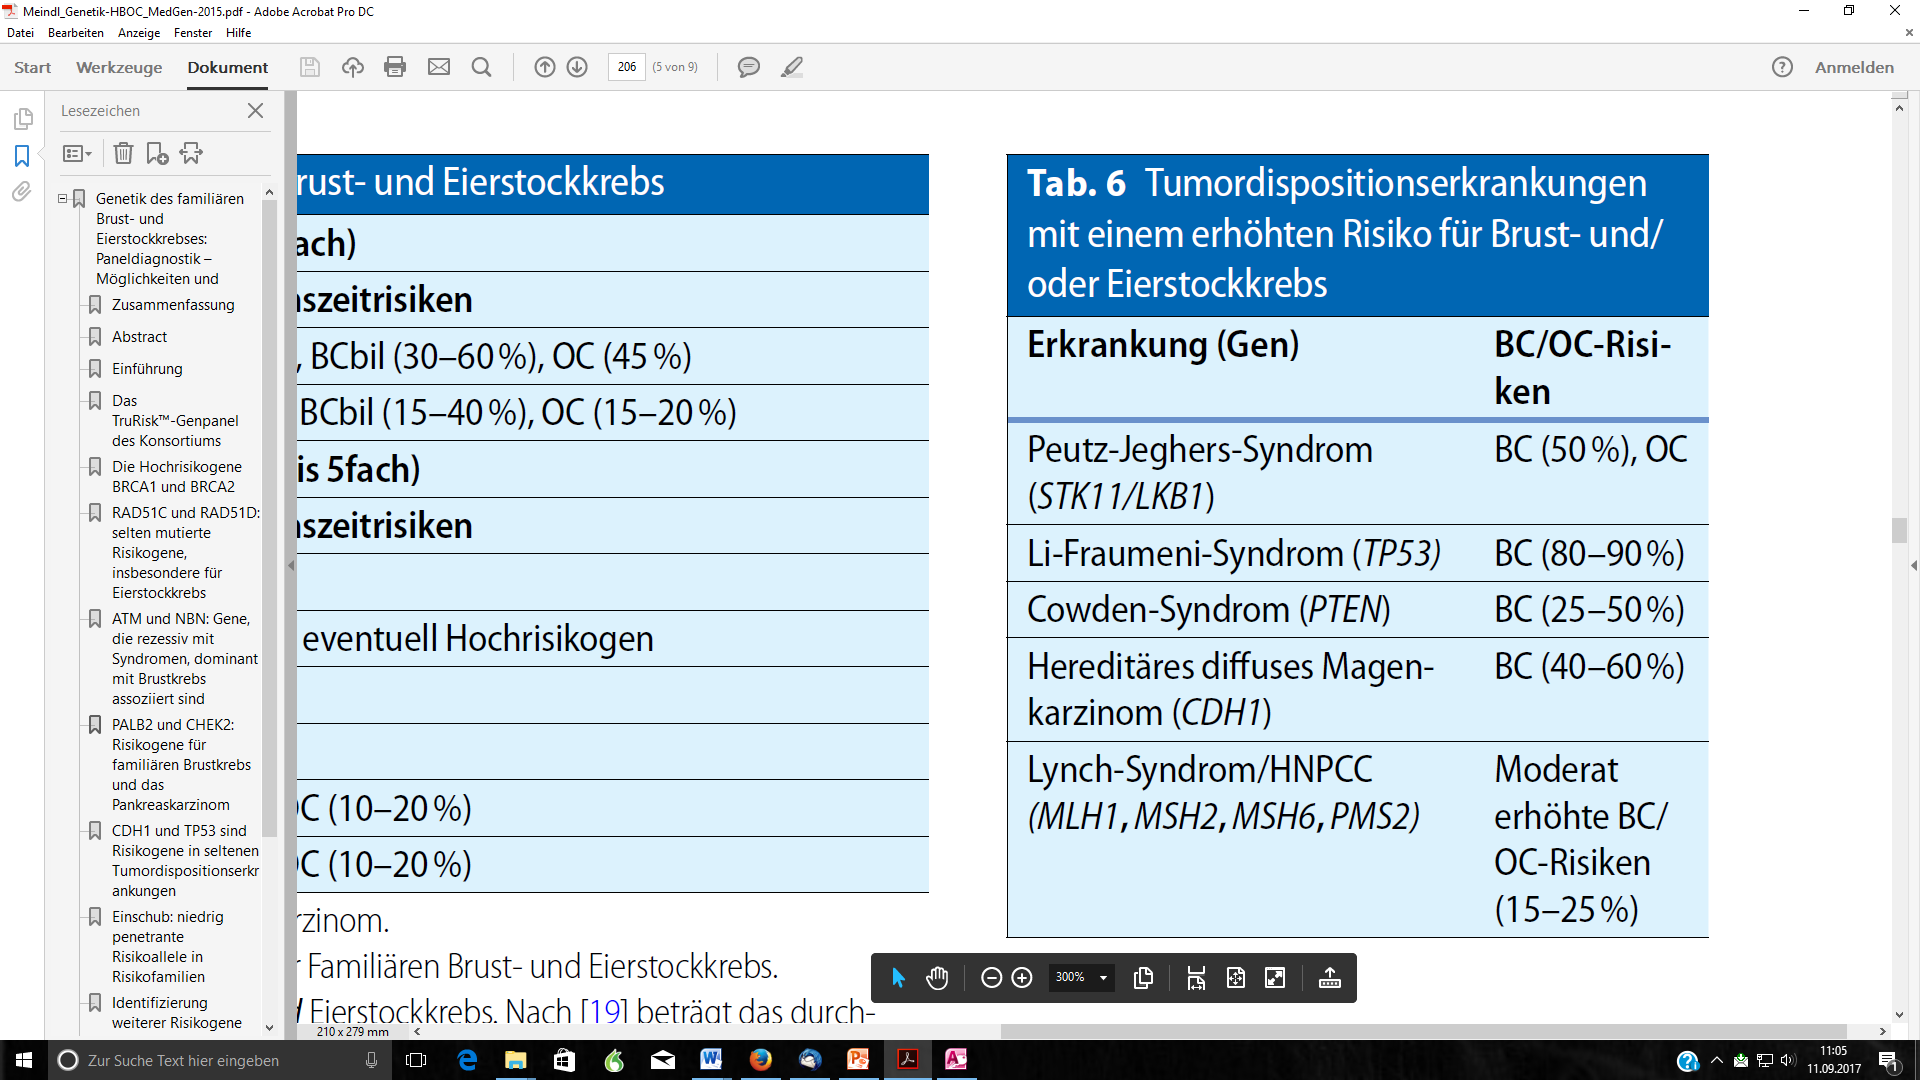 Meindl_Genetik-HBOC_MedGen-2015.pdf - Adobe Acrobat Pro DC
Datei Bearbeiten Anzeige Fenster Hilfe
Start Werkzeuge Dokument 206 (5 von 9) Anmelden
Lesezeichen
Genetik des familiären
Brust- und
Eierstockkrebses:
Paneldiagnostik –
Möglichkeiten und
Zusammenfassung
Abstract
Einführung
Das
TruRisk™-Genpanel
des Konsortiums
Die Hochrisikogene
BRCA1 und BRCA2
RAD51C und RAD51D:
selten mutierte
Risikogene,
insbesondere für
Eierstockkrebs
ATM und NBN: Gene,
die rezessiv mit
Syndromen, dominant
mit Brustkrebs
assoziiert sind
PALB2 und CHEK2:
Risikogene für
familiären Brustkrebs
und das
Pankreaskarzinom
CDH1 und TP53 sind
Risikogene in seltenen
Tumordispositionserkr
ankungen
Einschub: niedrig
penetrante
Risikoallele in
Risikofamilien
Identifizierung
weiterer Risikogene
rust- und Eierstockkrebs
ach)
szeitrisiken
, BCbil (30–60 %), OC (45 %)
BCbil (15–40 %), OC (15–20 %)
is 5fach)
szeitrisiken
eventuell Hochrisikogen
OC (10–20 %)
OC (10–20 %)
rzinom.
r Familiären Brust- und Eierstockkrebs.
d Eierstockkrebs. Nach [19] beträgt das durch-
Tab. 6 Tumordispositionserkrankungen
mit einem erhöhten Risiko für Brust- und/
oder Eierstockkrebs
Erkrankung (Gen) BC/OC-Risi-
ken
Peutz-Jeghers-Syndrom BC (50 %), OC
(STK11/LKB1)
Li-Fraumeni-Syndrom (TP53) BC (80–90 %)
Cowden-Syndrom (PTEN) BC (25–50 %)
Hereditäres diffuses Magen- BC (40–60 %)
karzinom (CDH1)
Lynch-Syndrom/HNPCC Moderat
(MLH1, MSH2, MSH6, PMS2) erhöhte BC/
OC-Risiken
(15–25 %)
300%
210 x 279 mm
Zur Suche Text hier eingeben
11:05
11.09.2017
1